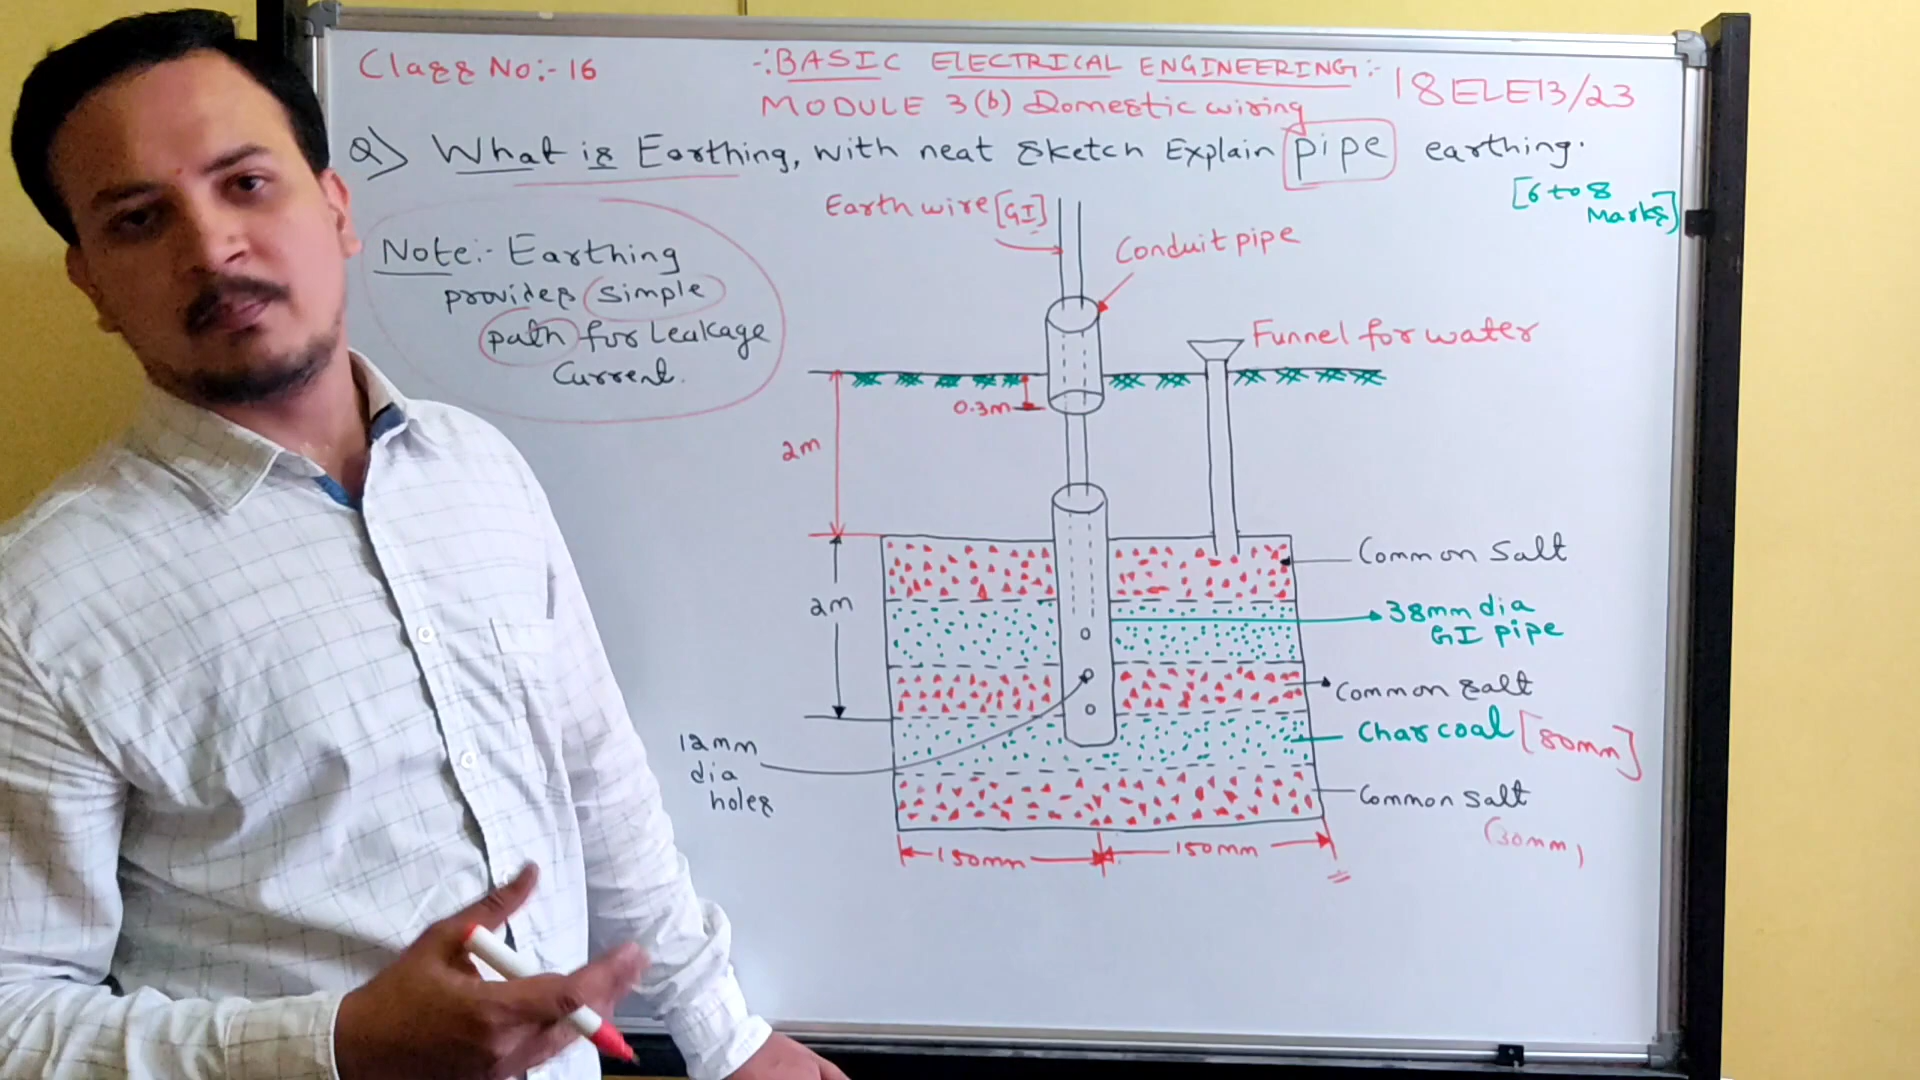 Class No:- 16
-:BASIC ELECTRICAL ENGINEERING:-
18ELE13/23
MODULE 3(b) Domestic wiring
Q) What is Earthing, with neat sketch Explain pipe earthing.
[6 to 8
Marks]
Note:- Earthing
provides simple
path for Leakage
Current.
Earth wire [GI]
Conduit pipe
Funnel for water
0.3m
2m
Common Salt
38mm dia
GI pipe
2m
Common salt
Charcoal [80mm]
12mm
dia
holes
Common Salt
(30mm)
150mm
150mm